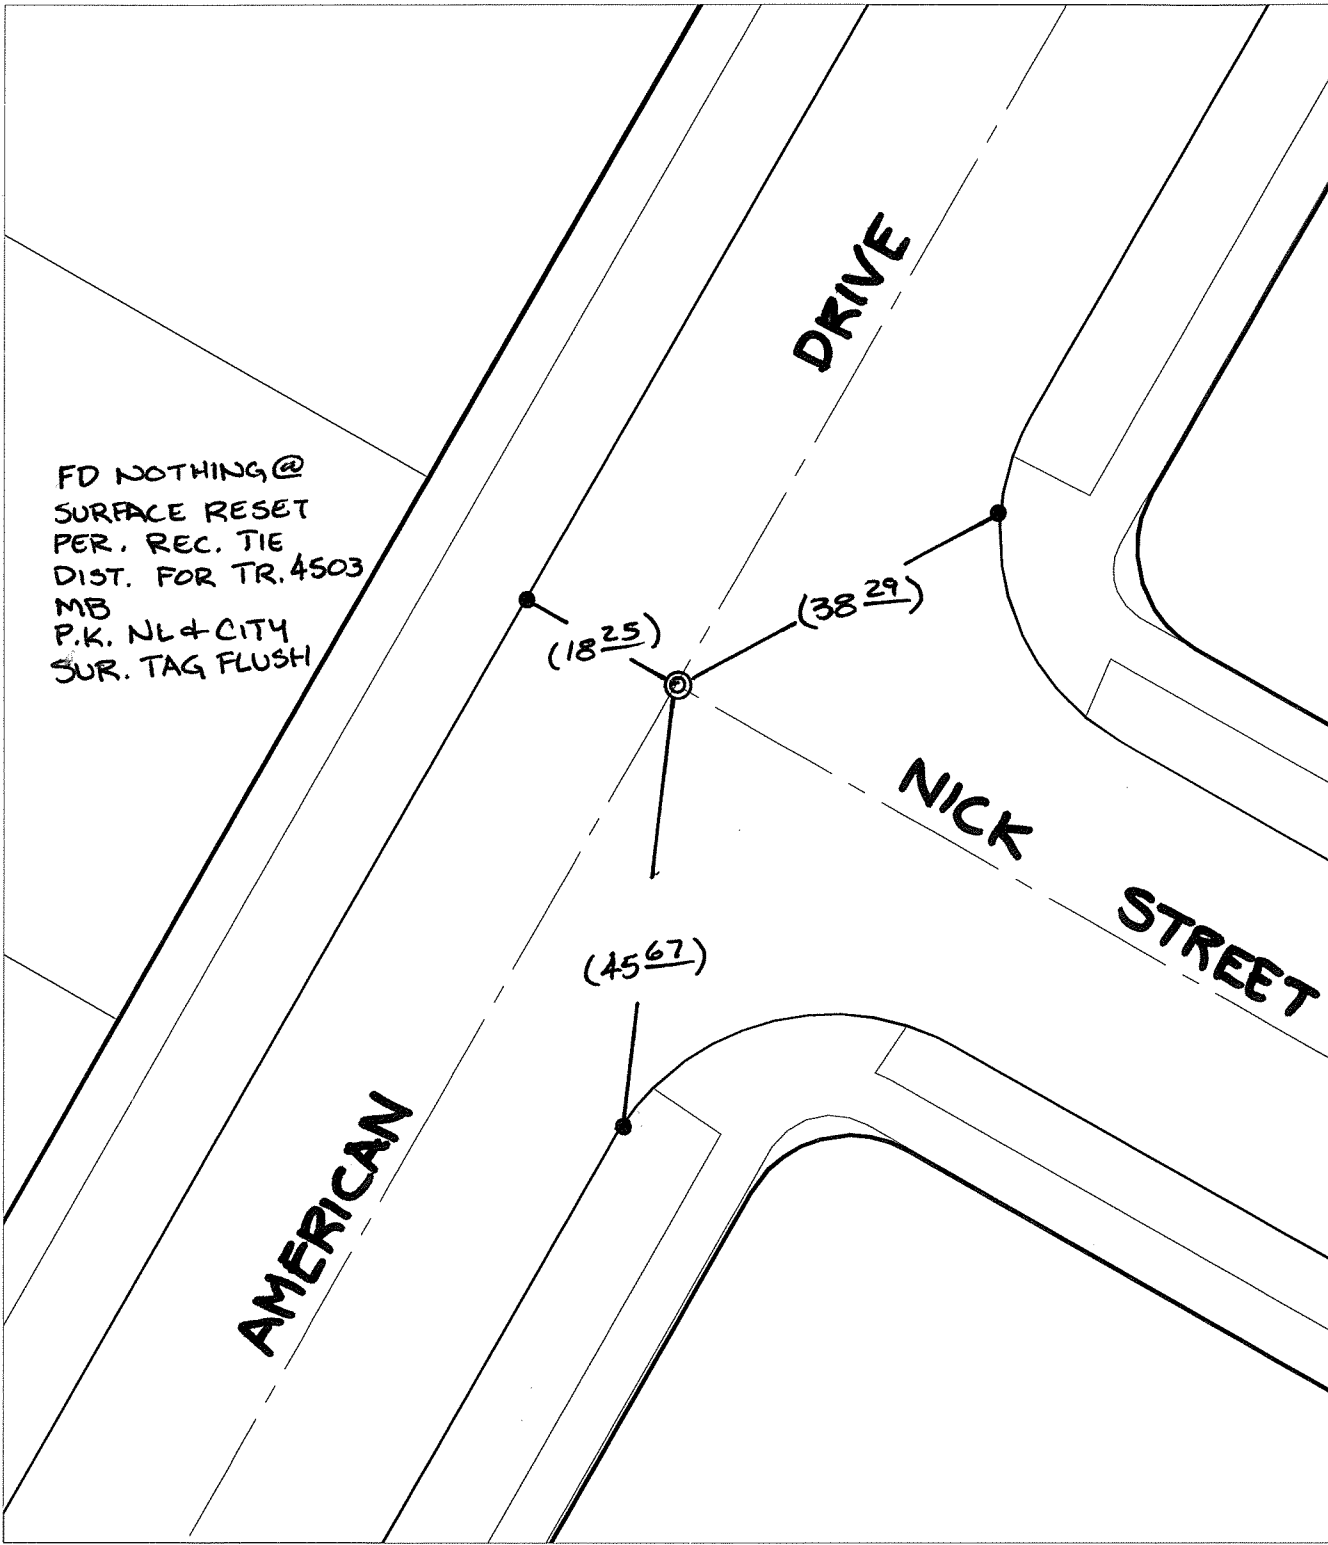 DRIVE
FD NOTHING @
SURFACE RESET
PER. REC. TIE
DIST. FOR TR. 4503
MB
P.K. NL & CITY
SUR. TAG FLUSH
(38 29)
(18 25)
NICK
STREET
(45 67)
AMERICAN